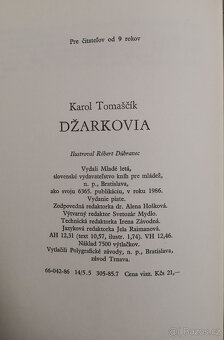 Pre čitateľov od 9 rokov
Karol Tomaščík
DŽARKOVIA
Ilustroval Róbert Dúbravec
Vydali Mladé letá,
slovenské vydavateľstvo kníh pre mládež,
n. p., Bratislava,
ako svoju 6365. publikáciu, v roku 1986.
Vydanie piate.
Zodpovedná redaktorka dr. Alena Hošková.
Výtvarný redaktor Svetozár Mydlo.
Technická redaktorka Irena Závodná.
Jazyková redaktorka Jela Raimanová.
AH 12,31 (text 10,57, ilustr. 1,74). VH 12,46.
Náklad 7500 výtlačkov.
Vytlačili Polygrafické závody, n. p., Bratislava,
závod Trnava.
66-042-86 14/5.5 305-85.7 Cena viaz. Kčs 21,—